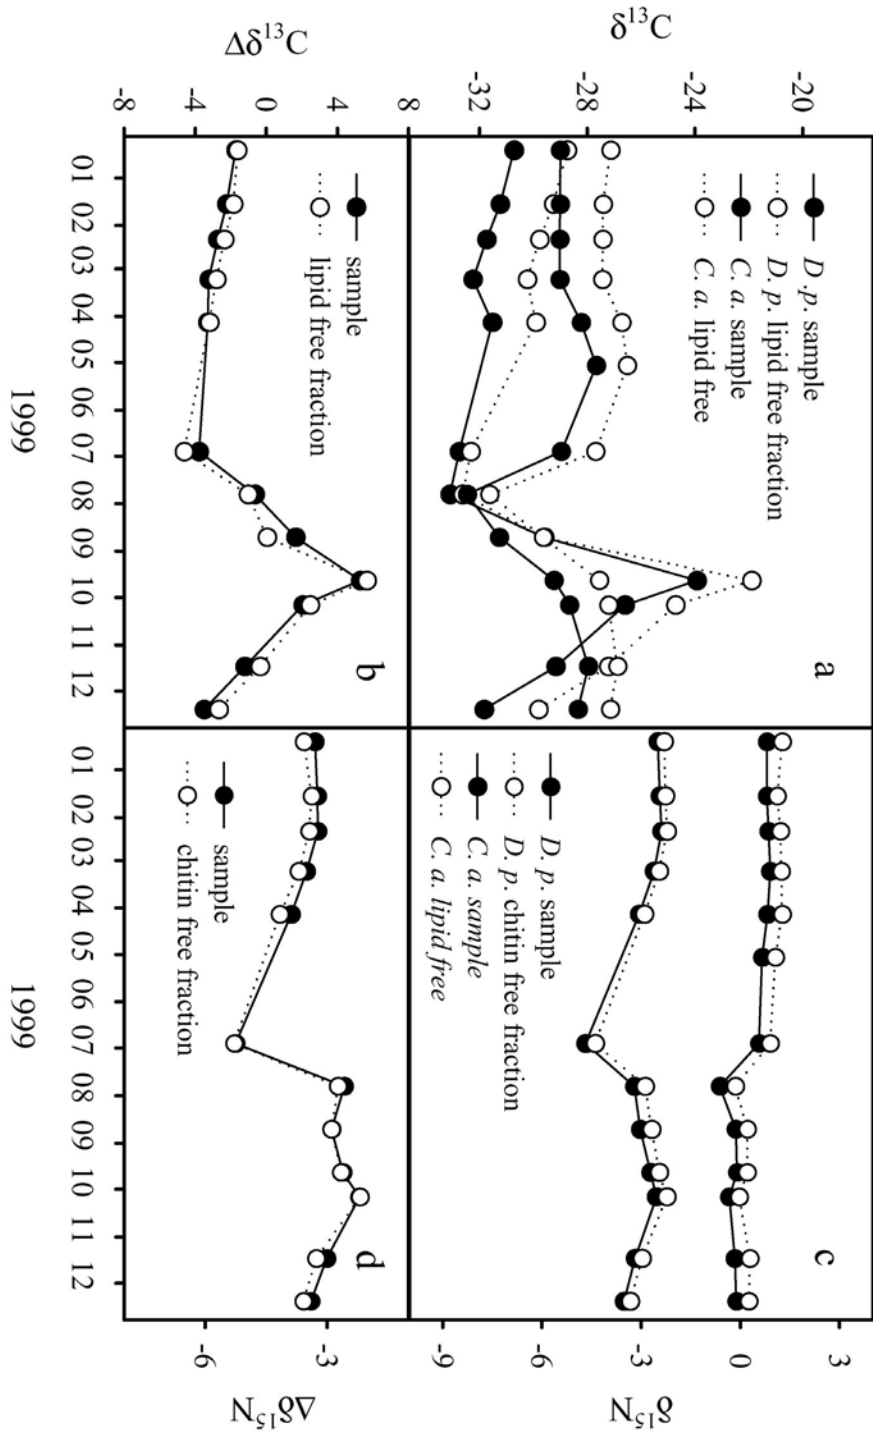 δ¹³C
-20
-24
-28
-32
a
D .p. sample
D. p. lipid free fraction
C. a. sample
C. a. lipid free
c
D. p. sample
D. p. chitin free fraction
C. a. sample
C. a. lipid free
3
0
-3
-6
-9
δ¹⁵N
Δδ¹³C
8
4
0
-4
-8
b
sample
lipid free fraction
d
sample
chitin free fraction
-3
-6
Δδ¹⁵N
01 02 03 04 05 06 07 08 09 10 11 12
01 02 03 04 05 06 07 08 09 10 11 12
1999
1999